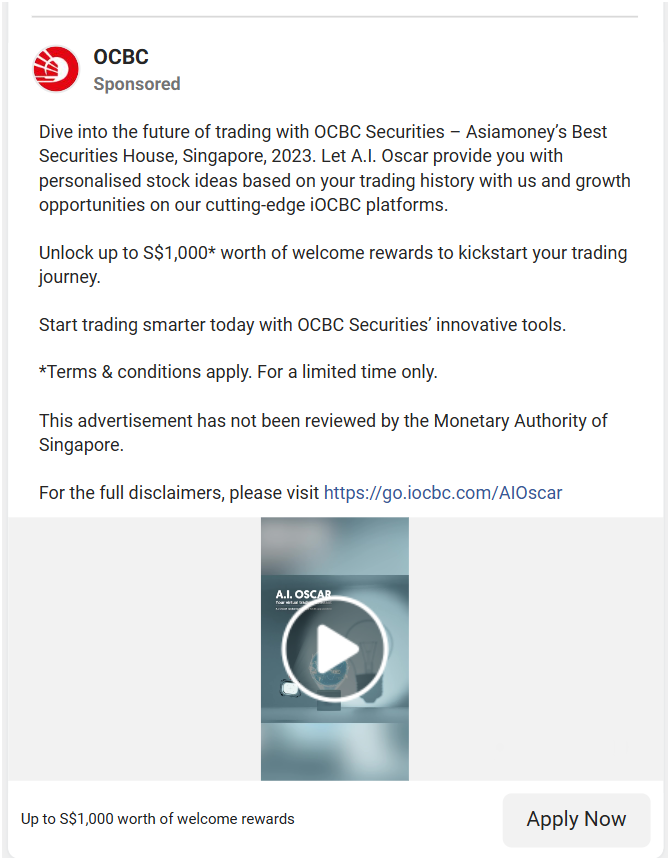 OCBC
Sponsored
Dive into the future of trading with OCBC Securities – Asiamoney’s Best
Securities House, Singapore, 2023. Let A.I. Oscar provide you with
personalised stock ideas based on your trading history with us and growth
opportunities on our cutting-edge iOCBC platforms.
Unlock up to S$1,000* worth of welcome rewards to kickstart your trading
journey.
Start trading smarter today with OCBC Securities’ innovative tools.
*Terms & conditions apply. For a limited time only.
This advertisement has not been reviewed by the Monetary Authority of
Singapore.
For the full disclaimers, please visit https://go.iocbc.com/AIOscar
A.I. OSCAR
Up to S$1,000 worth of welcome rewards
Apply Now